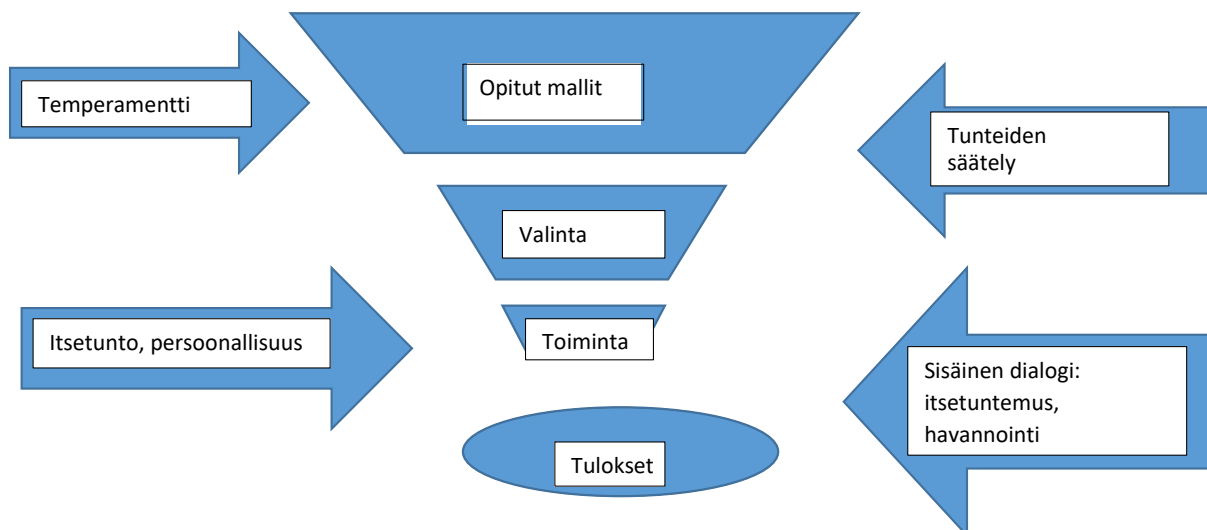 Opitut mallit
Temperamentti
Tunteiden
säätely
Valinta
Itsetunto, persoonallisuus
Toiminta
Sisäinen dialogi:
itsetuntemus,
havannointi
Tulokset